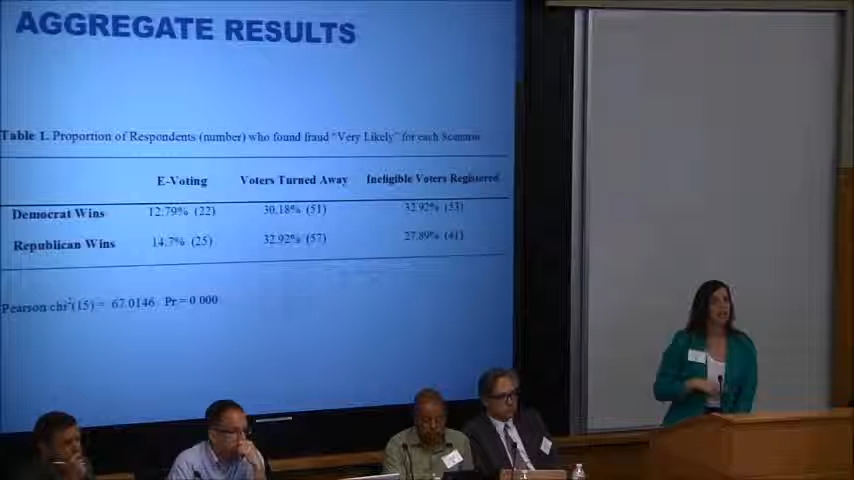 AGGREGATE RESULTS
Table 1. Proportion of Respondents (number) who found fraud "Very Likely" for each Scenario
E-Voting Voters Turned Away Ineligible Voters Registered
Democrat Wins 12.79% (22) 30.18% (51) 32.92% (53)
Republican Wins 14.7% (25) 32.92% (57) 27.89% (41)
Pearson chi²(15) = 67.0146 Pr = 0.000